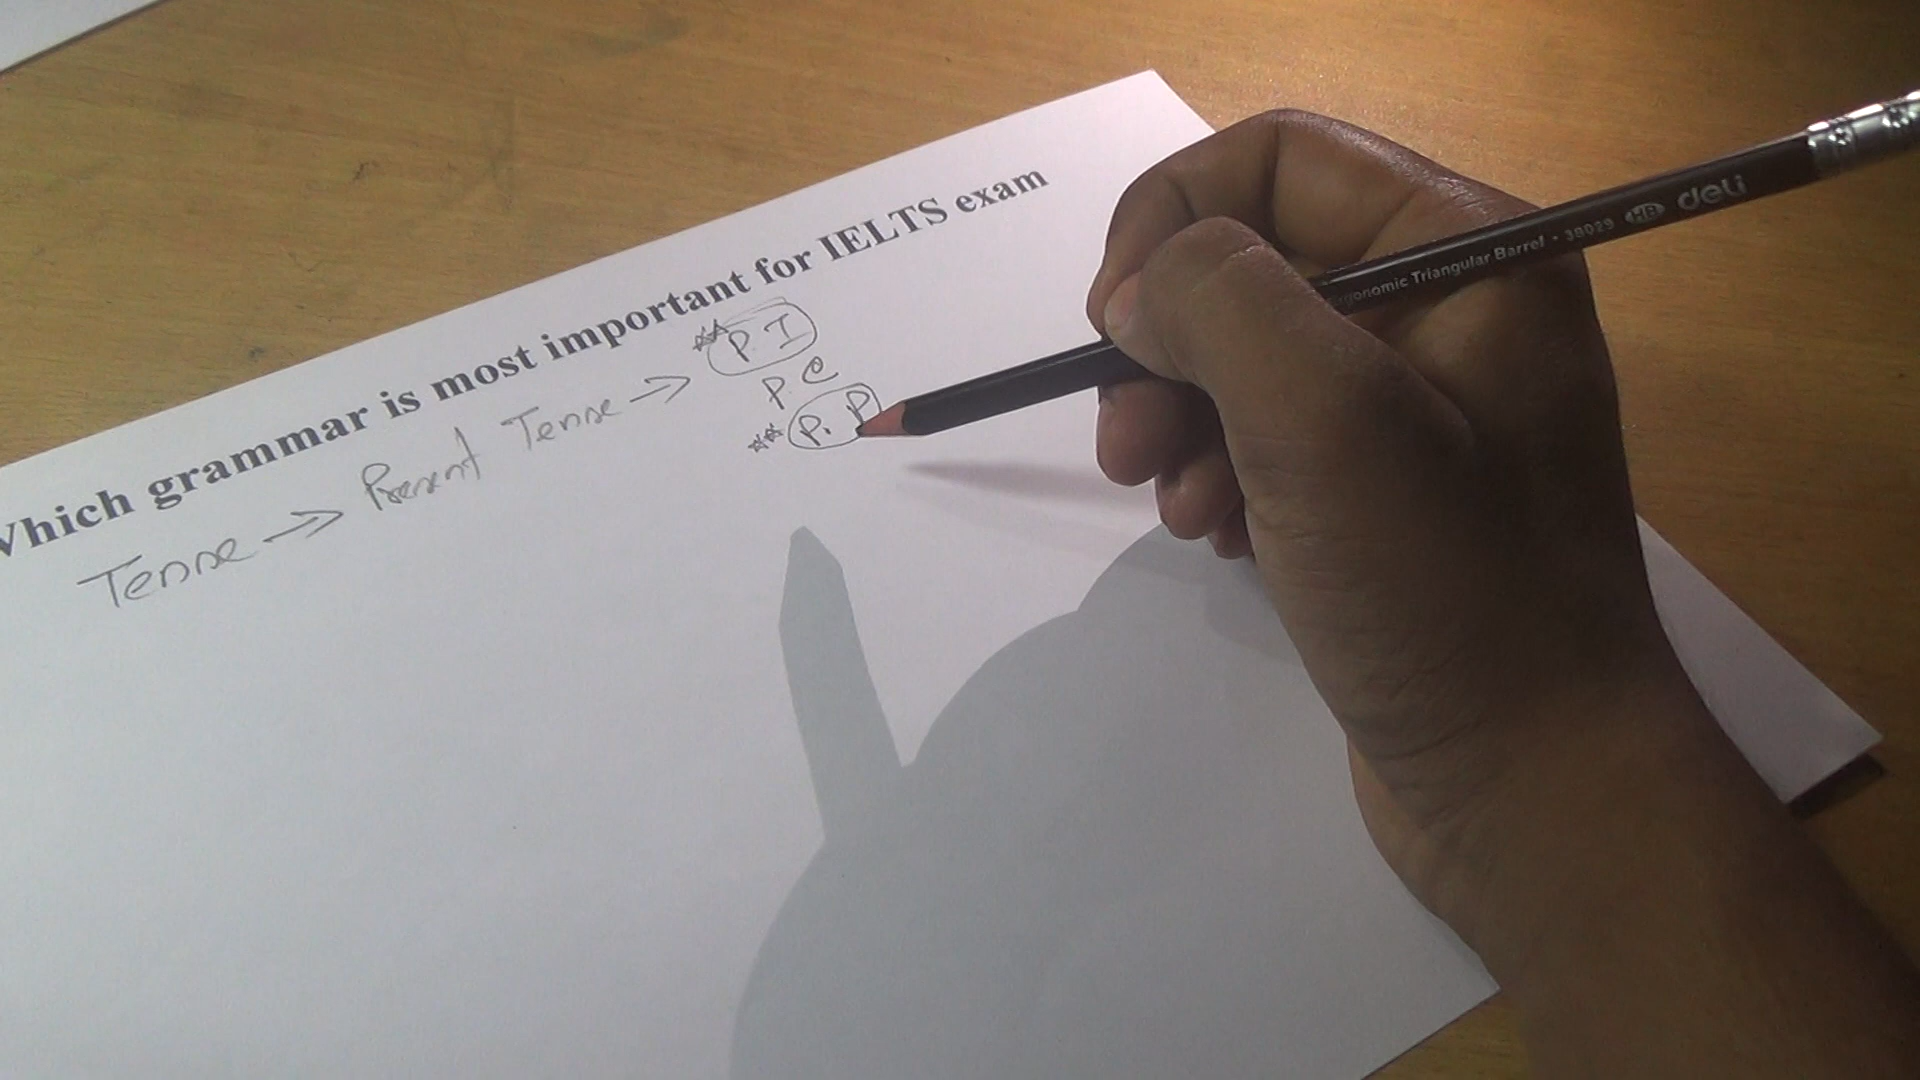 Which grammar is most important for IELTS exam
Tense → Present Tense → P. I
P. C
P. P
Ergonomic Triangular Barrel • 38029 HB deli